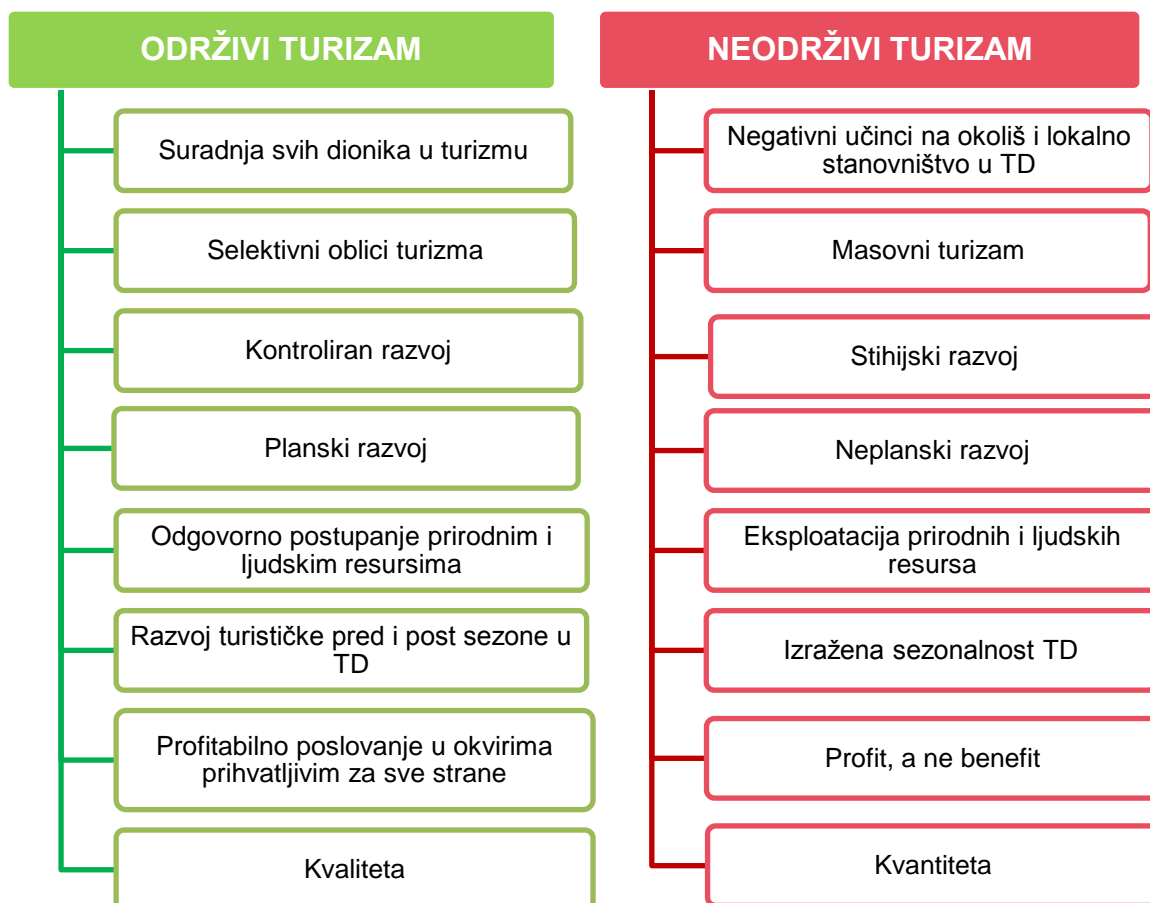 ODRŽIVI TURIZAM
Suradnja svih dionika u turizmu
Selektivni oblici turizma
Kontroliran razvoj
Planski razvoj
Odgovorno postupanje prirodnim i
ljudskim resursima
Razvoj turističke pred i post sezone u
TD
Profitabilno poslovanje u okvirima
prihvatljivim za sve strane
Kvaliteta
NEODRŽIVI TURIZAM
Negativni učinci na okoliš i lokalno
stanovništvo u TD
Masovni turizam
Stihijski razvoj
Neplanski razvoj
Eksploatacija prirodnih i ljudskih
resursa
Izražena sezonalnost TD
Profit, a ne benefit
Kvantiteta